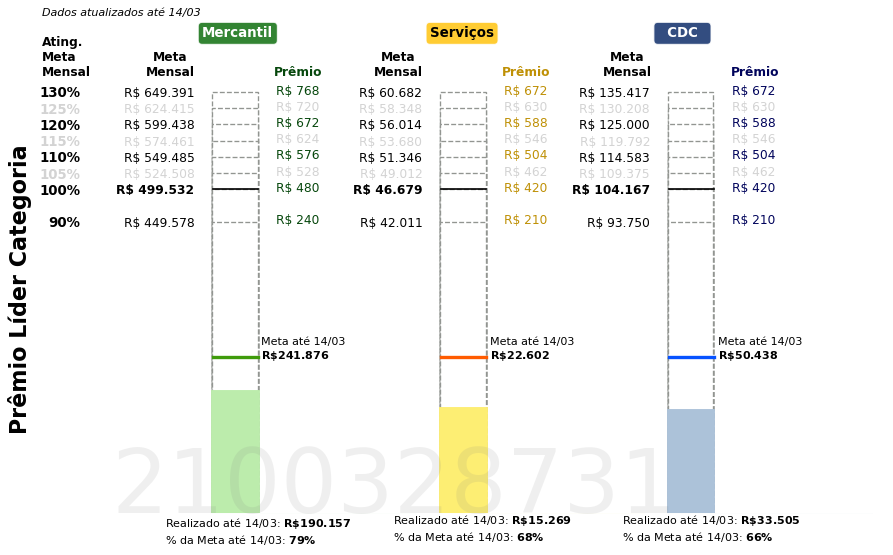 Dados atualizados até 14/03
Mercantil Serviços CDC
Ating.
Meta Meta Meta Meta
Mensal Mensal Prêmio Mensal Prêmio Mensal Prêmio
130% R$ 649.391 R$ 768 R$ 60.682 R$ 672 R$ 135.417 R$ 672
125% R$ 624.415 R$ 720 R$ 58.348 R$ 630 R$ 130.208 R$ 630
120% R$ 599.438 R$ 672 R$ 56.014 R$ 588 R$ 125.000 R$ 588
115% R$ 574.461 R$ 624 R$ 53.680 R$ 546 R$ 119.792 R$ 546
110% R$ 549.485 R$ 576 R$ 51.346 R$ 504 R$ 114.583 R$ 504
105% R$ 524.508 R$ 528 R$ 49.012 R$ 462 R$ 109.375 R$ 462
100% R$ 499.532 R$ 480 R$ 46.679 R$ 420 R$ 104.167 R$ 420
90% R$ 449.578 R$ 240 R$ 42.011 R$ 210 R$ 93.750 R$ 210
Prêmio Líder Categoria
Meta até 14/03 Meta até 14/03 Meta até 14/03
R$241.876 R$22.602 R$50.438
2100328731
Realizado até 14/03: R$190.157 Realizado até 14/03: R$15.269 Realizado até 14/03: R$33.505
% da Meta até 14/03: 79% % da Meta até 14/03: 68% % da Meta até 14/03: 66%